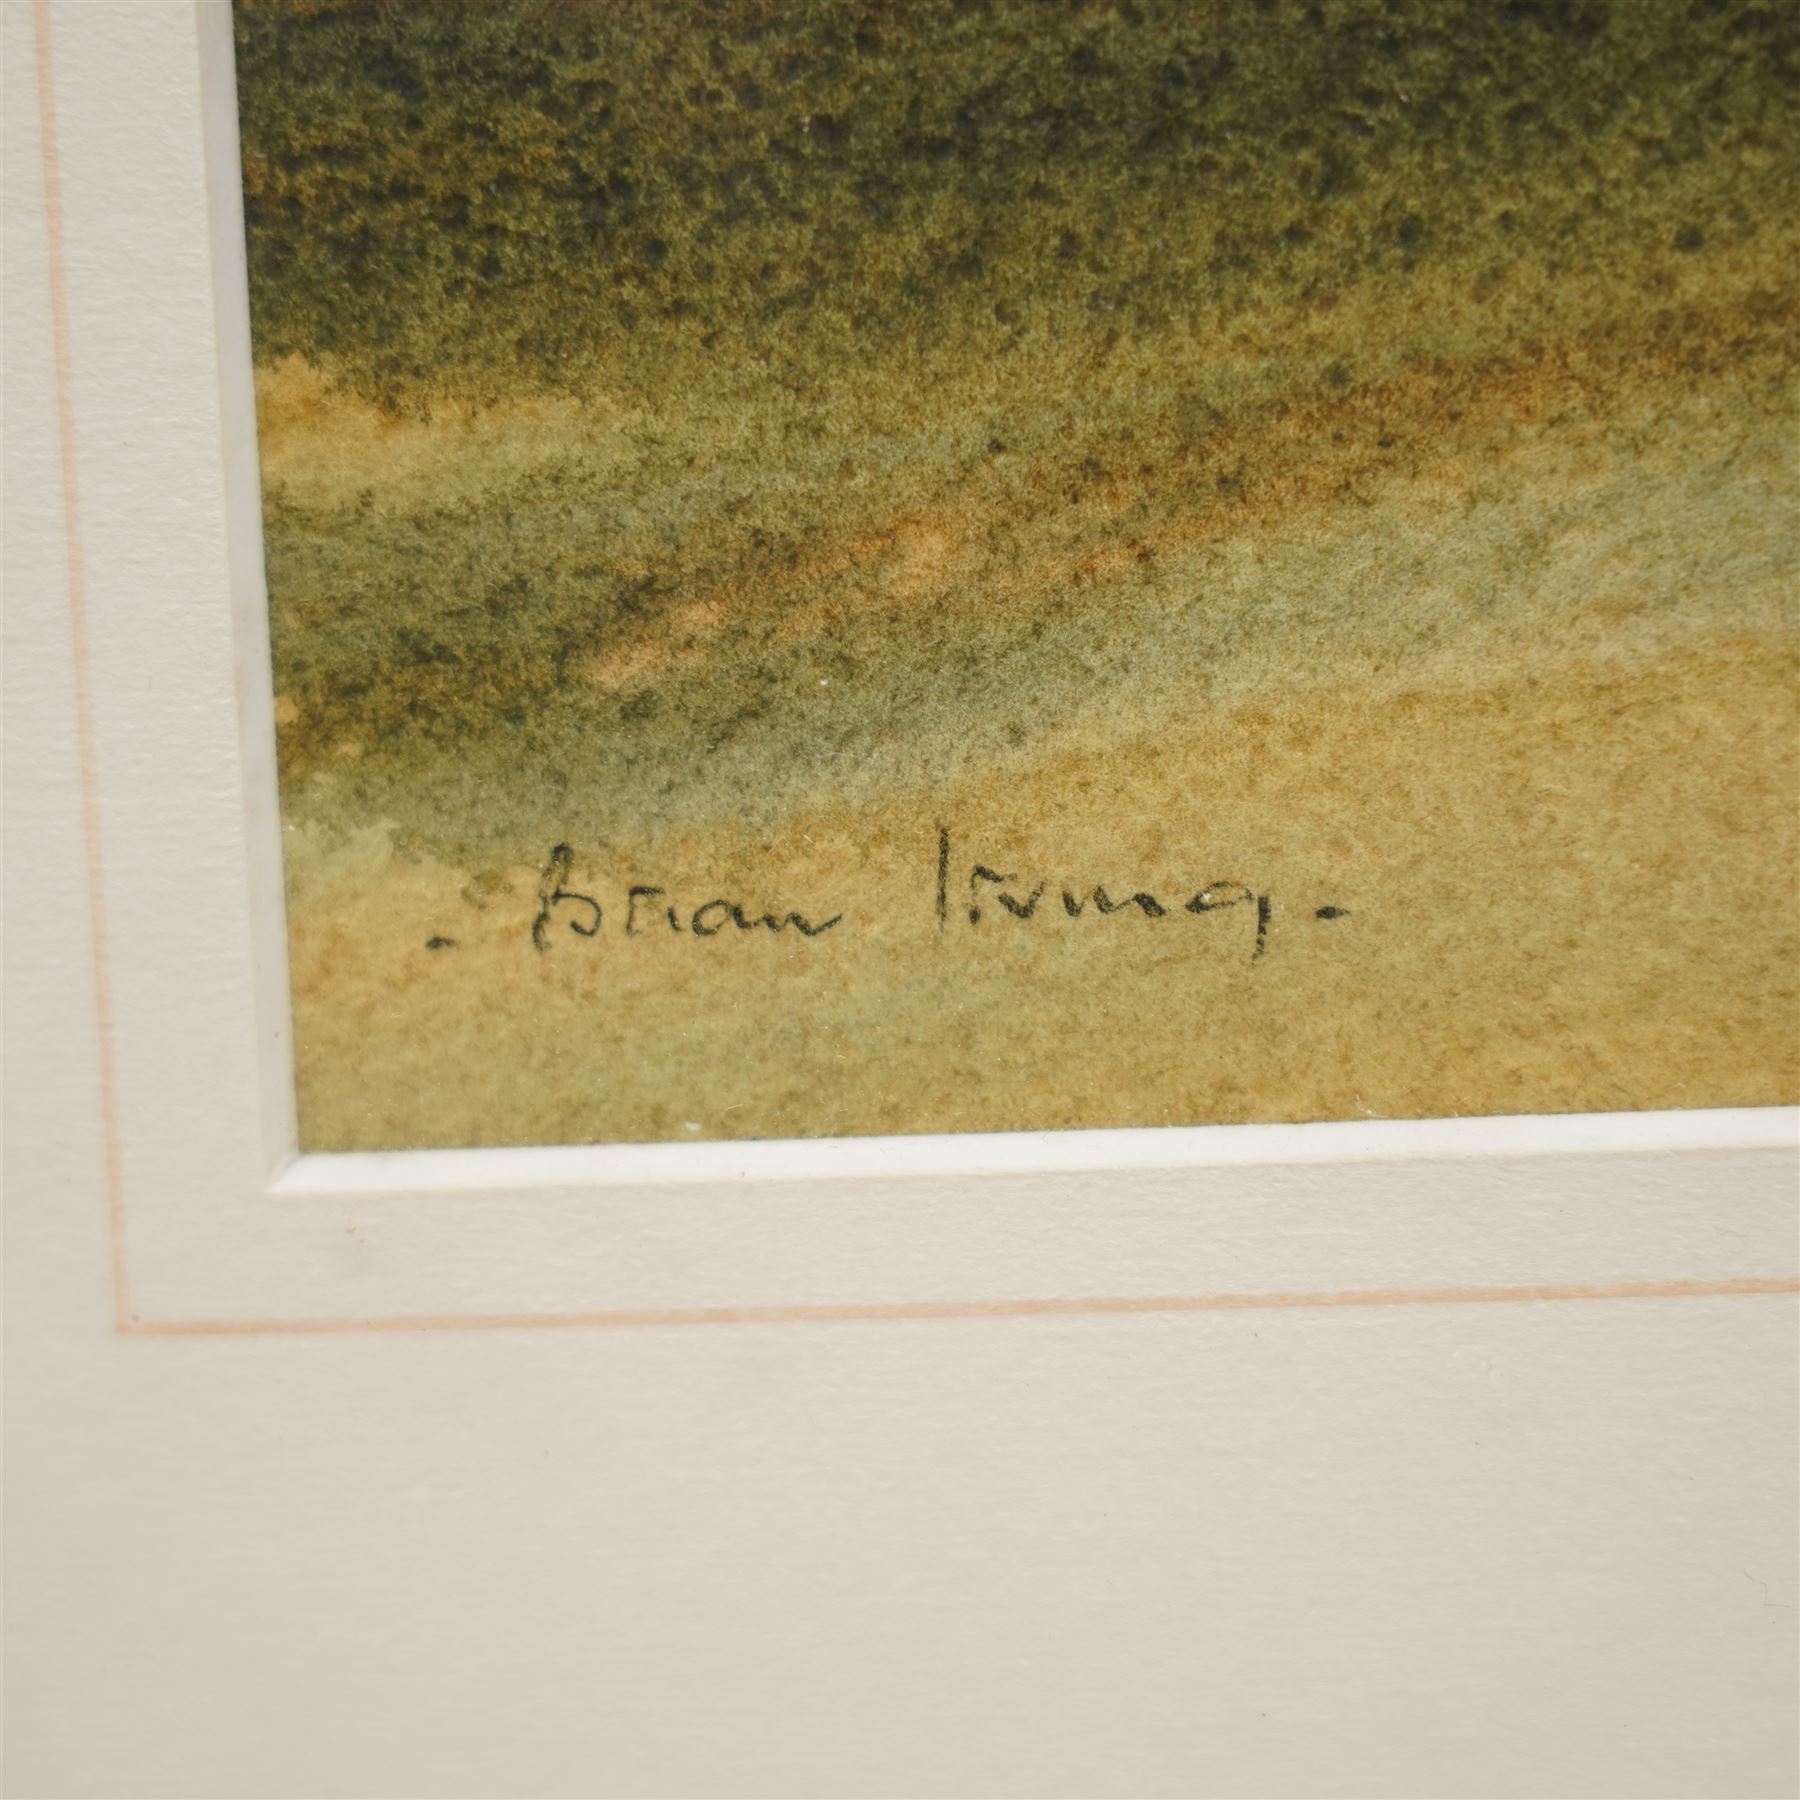 . Brian Irving .